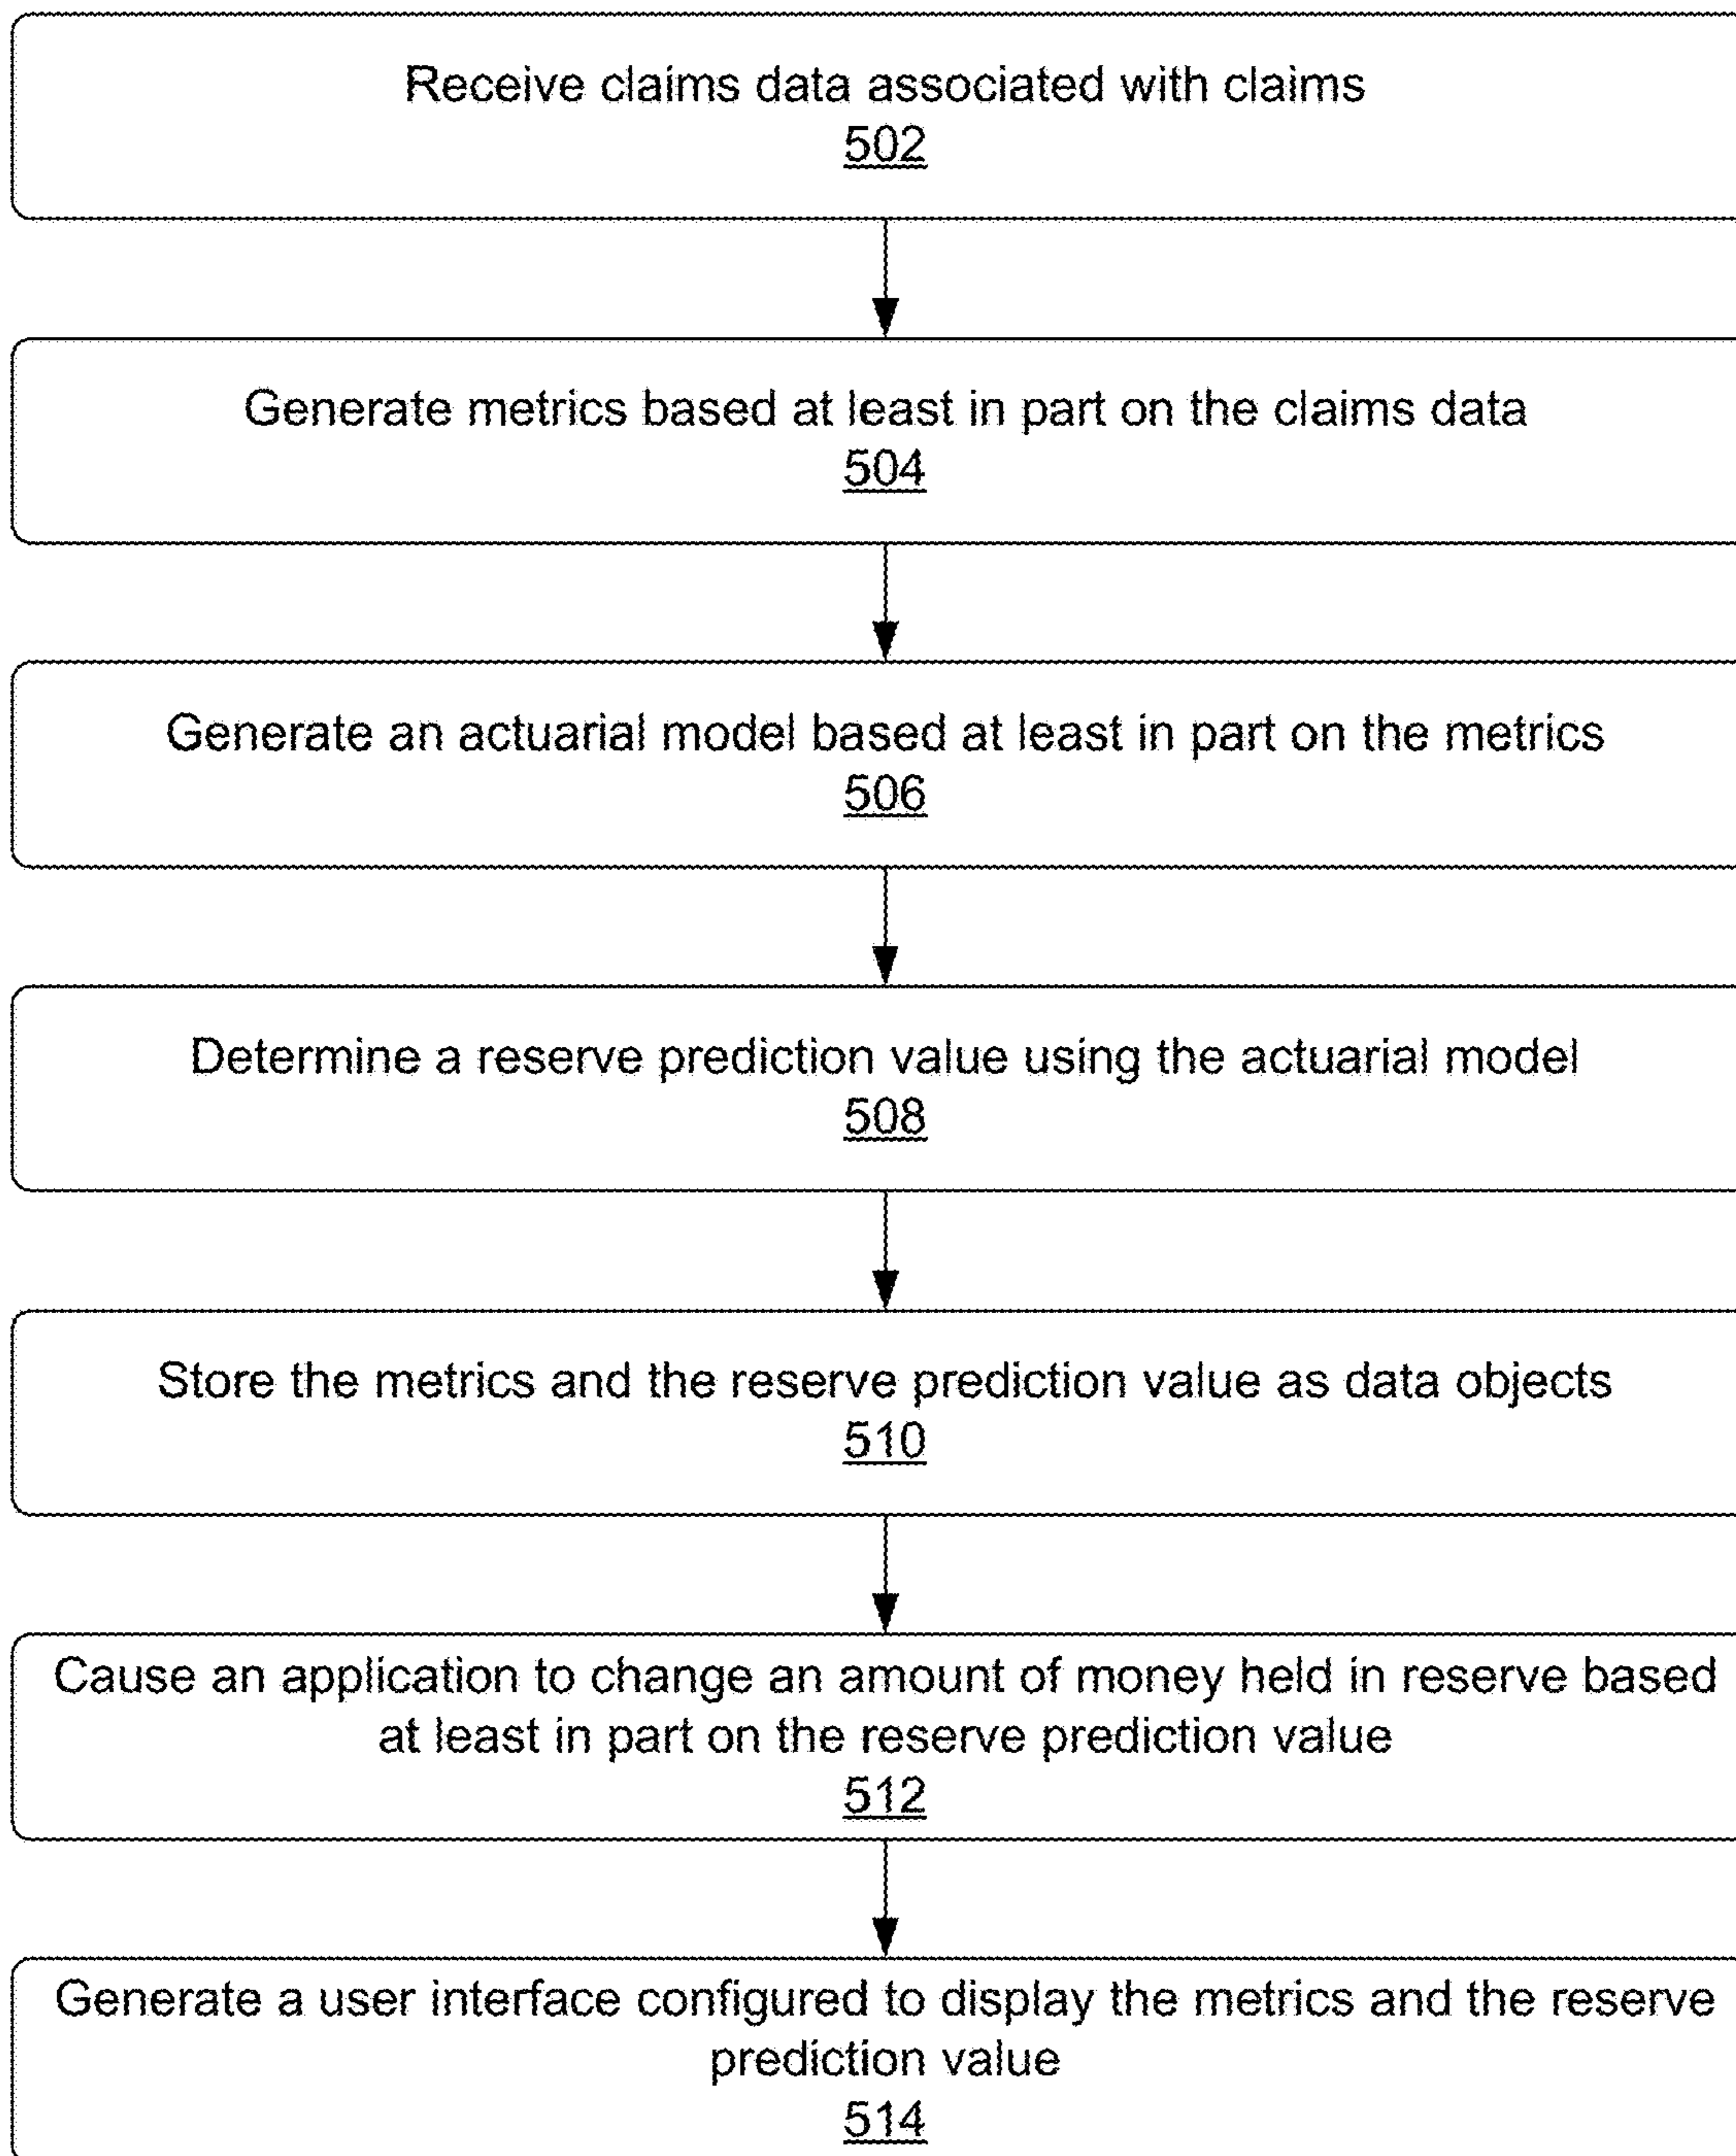 Receive claims data associated with claims
502
Generate metrics based at least in part on the claims data
504
Generate an actuarial model based at least in part on the metrics
506
Determine a reserve prediction value using the actuarial model
508
Store the metrics and the reserve prediction value as data objects
510
Cause an application to change an amount of money held in reserve based
at least in part on the reserve prediction value
512
Generate a user interface configured to display the metrics and the reserve
prediction value
514